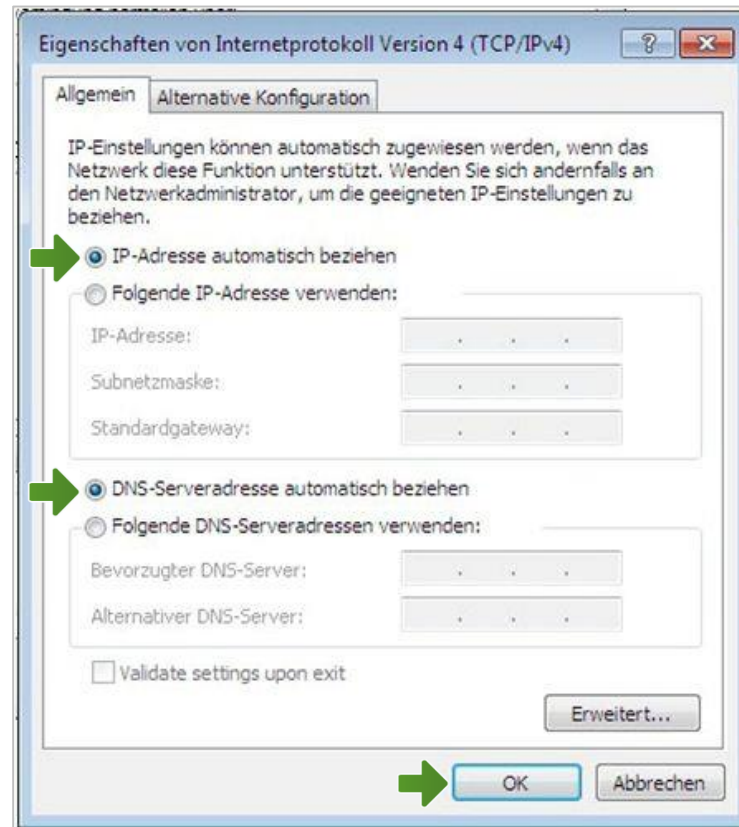 Eigenschaften von Internetprotokoll Version 4 (TCP/IPv4)
Allgemein
Alternative Konfiguration
IP-Einstellungen können automatisch zugewiesen werden, wenn das
Netzwerk diese Funktion unterstützt. Wenden Sie sich andernfalls an
den Netzwerkadministrator, um die geeigneten IP-Einstellungen zu
beziehen.
IP-Adresse automatisch beziehen
Folgende IP-Adresse verwenden:
IP-Adresse:
Subnetzmaske:
Standardgateway:
DNS-Serveradresse automatisch beziehen
Folgende DNS-Serveradressen verwenden:
Bevorzugter DNS-Server:
Alternativer DNS-Server:
Validate settings upon exit
Erweitert...
OK
Abbrechen